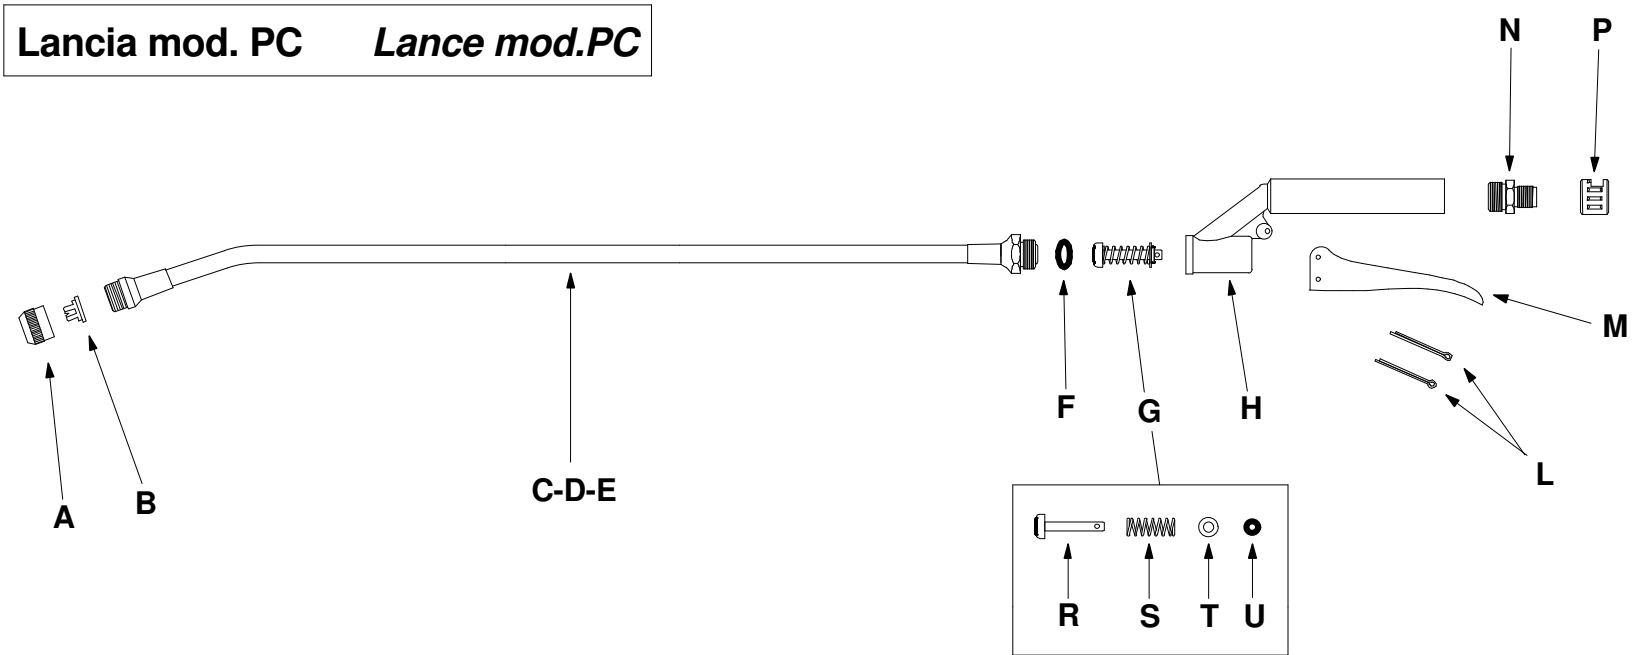 Lancia mod. PC Lance mod.PC
N P
M
F G H
L
C-D-E
B
A
R S T U